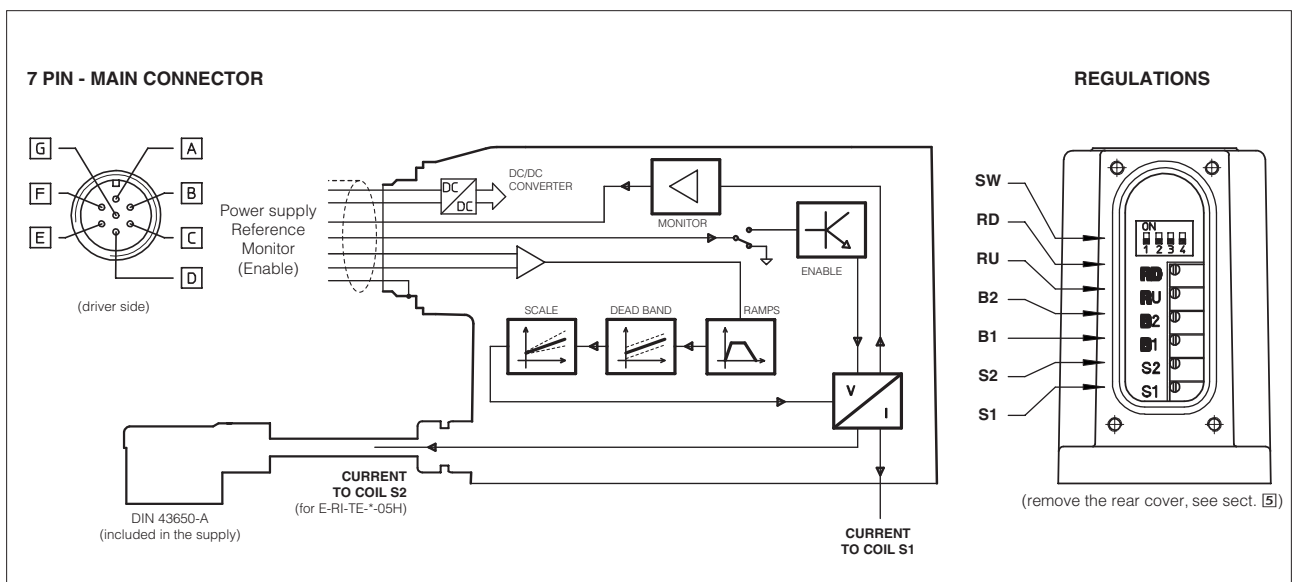 7 PIN - MAIN CONNECTOR
REGULATIONS
G
A
F
B
E
C
D
(driver side)
Power supply
Reference
Monitor
(Enable)
DC
DC
DC/DC
CONVERTER
MONITOR
ENABLE
SCALE
DEAD BAND
RAMPS
V
I
CURRENT
TO COIL S2
(for E-RI-TE-*-05H)
DIN 43650-A
(included in the supply)
CURRENT
TO COIL S1
SW
RD
RU
B2
B1
S2
S1
ON
1 2 3 4
RD
RU
B2
B1
S2
S1
(remove the rear cover, see sect. 5)